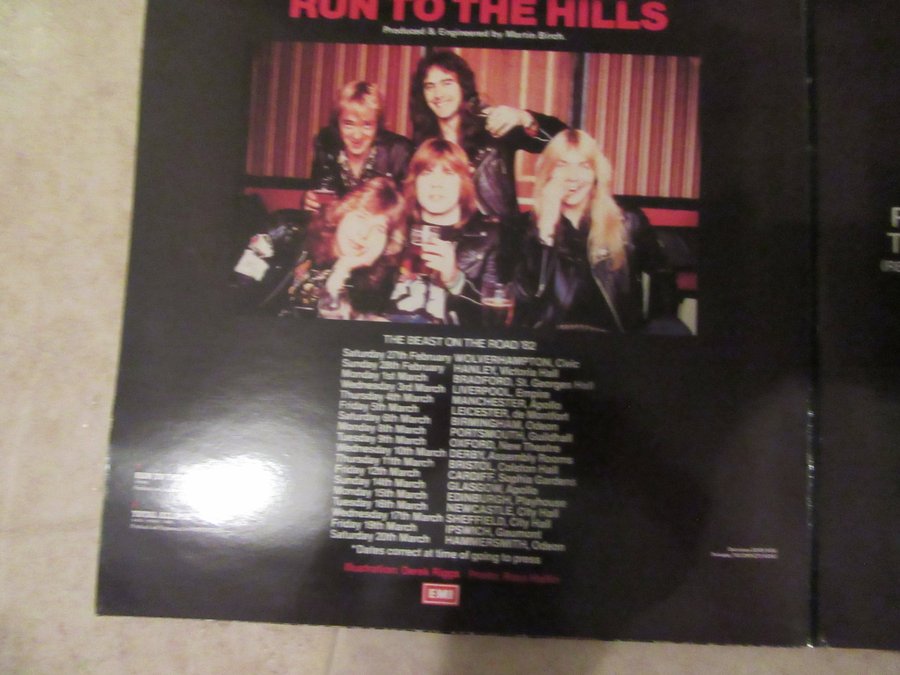 RUN TO THE HILLS
Produced & Engineered by Martin Birch.
THE BEAST ON THE ROAD '82
Saturday 27th February WOLVERHAMPTON, Civic
Sunday 28th February HANLEY, Victoria Hall
Monday 1st March BRADFORD, St. Georges Hall
Wednesday 3rd March LIVERPOOL, Empire
Thursday 4th March MANCHESTER, Apollo
Friday 5th March LEICESTER, de Montfort
Saturday 6th March BIRMINGHAM, Odeon
Monday 8th March PORTSMOUTH, Guildhall
Tuesday 9th March OXFORD, New Theatre
Wednesday 10th March DERBY, Assembly Rooms
Thursday 11th March BRISTOL, Colston Hall
Friday 12th March CARDIFF, Sophia Gardens
Sunday 14th March GLASGOW, Apollo
Monday 15th March EDINBURGH, Playhouse
Tuesday 16th March NEWCASTLE, City Hall
Wednesday 17th March SHEFFIELD, City Hall
Friday 19th March IPSWICH, Gaumont
Saturday 20th March HAMMERSMITH, Odeon
*Dates correct at time of going to press
Illustration: Derek Riggs Photo: Ross Halfin
EMI